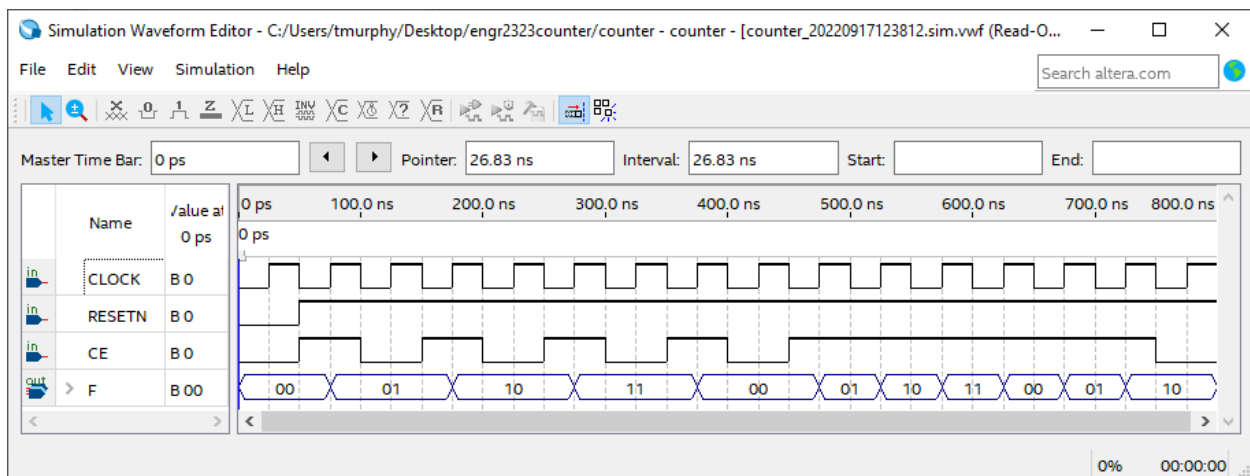 Simulation Waveform Editor - C:/Users/tmurphy/Desktop/engr2323counter/counter - counter - [counter_20220917123812.sim.vwf (Read-O...
File Edit View Simulation Help
Search altera.com
Master Time Bar: 0 ps Pointer: 26.83 ns Interval: 26.83 ns Start: End:
Name Value at 0 ps
0 ps 100.0 ns 200.0 ns 300.0 ns 400.0 ns 500.0 ns 600.0 ns 700.0 ns 800.0 ns
0 ps
in CLOCK B 0
in RESETN B 0
in CE B 0
out > F B 00 00 01 10 11 00 01 10 11 00 01 10
0% 00:00:00